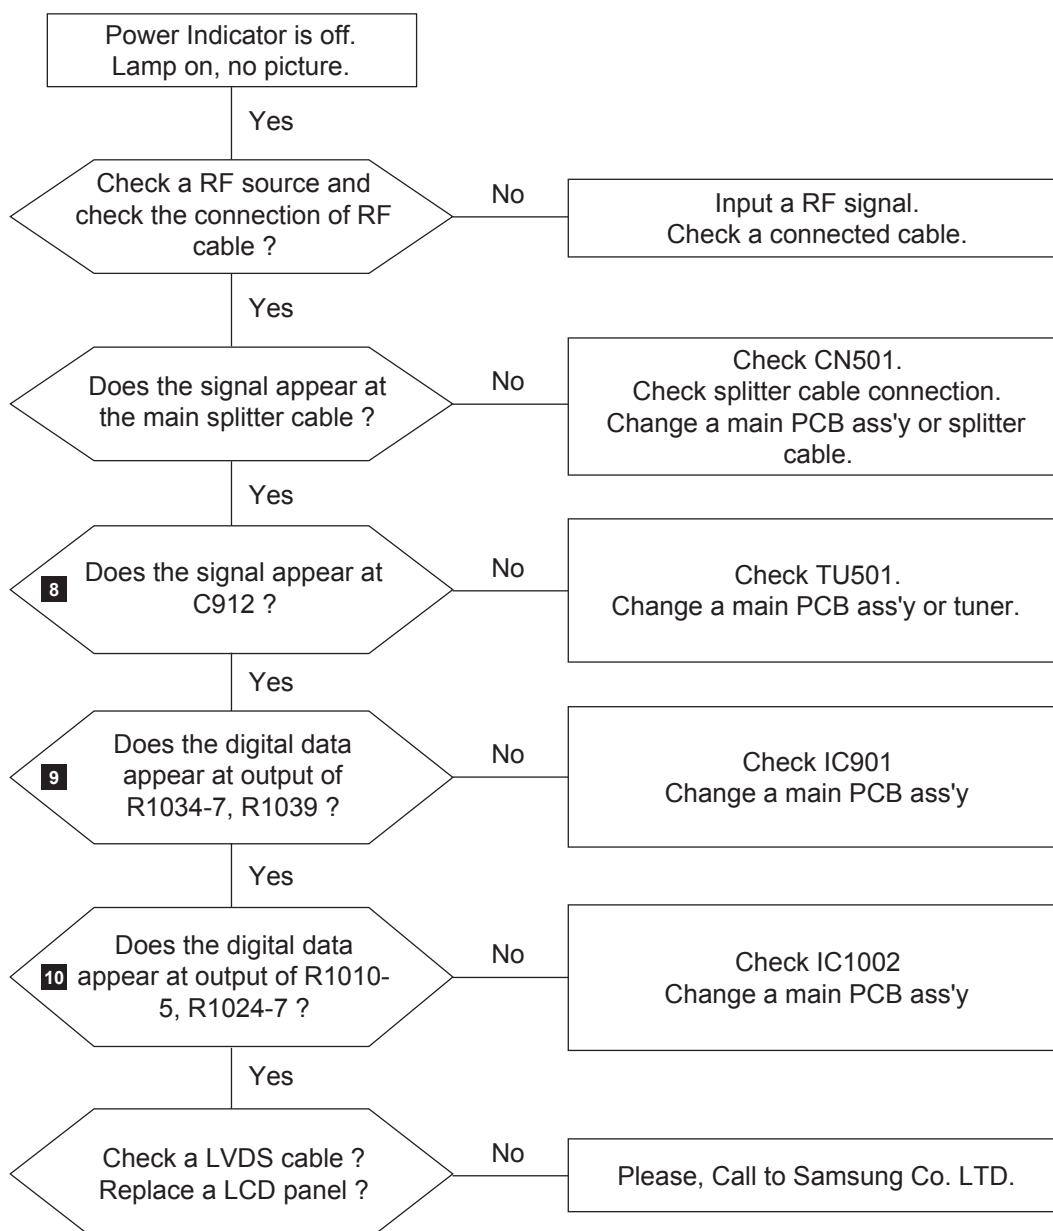 Power Indicator is off.
Lamp on, no picture.
Yes
Check a RF source and
check the connection of RF
cable ?
No
Input a RF signal.
Check a connected cable.
Yes
Does the signal appear at
the main splitter cable ?
No
Check CN501.
Check splitter cable connection.
Change a main PCB ass'y or splitter
cable.
Yes
8
Does the signal appear at
C912 ?
No
Check TU501.
Change a main PCB ass'y or tuner.
Yes
9
Does the digital data
appear at output of
R1034-7, R1039 ?
No
Check IC901
Change a main PCB ass'y
Yes
10
Does the digital data
appear at output of R1010-
5, R1024-7 ?
No
Check IC1002
Change a main PCB ass'y
Yes
Check a LVDS cable ?
Replace a LCD panel ?
No
Please, Call to Samsung Co. LTD.